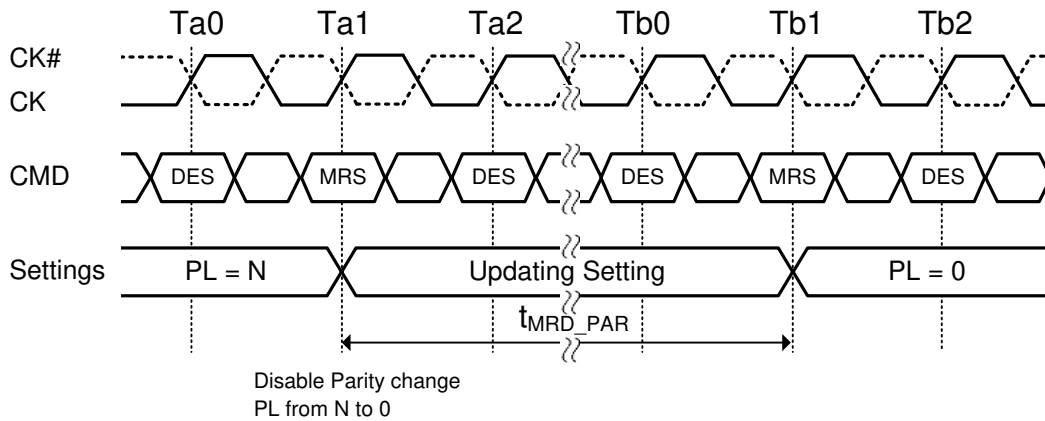 Ta0 Ta1 Ta2 Tb0 Tb1 Tb2
CK#
CK
CMD DES MRS DES DES MRS DES
Settings PL = N Updating Setting PL = 0
tMRD_PAR
Disable Parity change
PL from N to 0